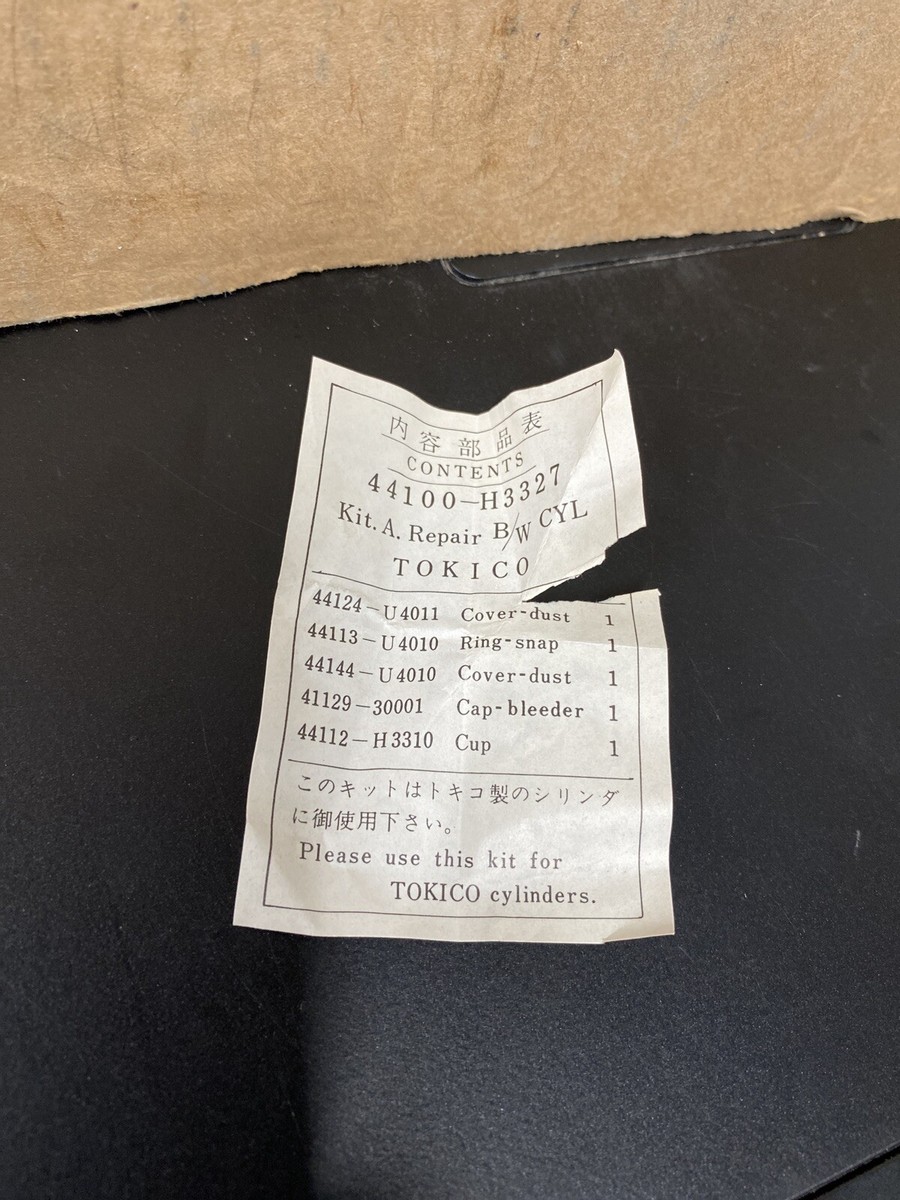 内容部品表
CONTENTS
44100-H3327
Kit. A. Repair B/W CYL
TOKICO
44124-U4011 Cover-dust 1
44113-U4010 Ring-snap 1
44144-U4010 Cover-dust 1
41129-30001 Cap-bleeder 1
44112-H3310 Cup 1
このキットはトキコ製のシリンダ
に御使用下さい。
Please use this kit for
TOKICO cylinders.